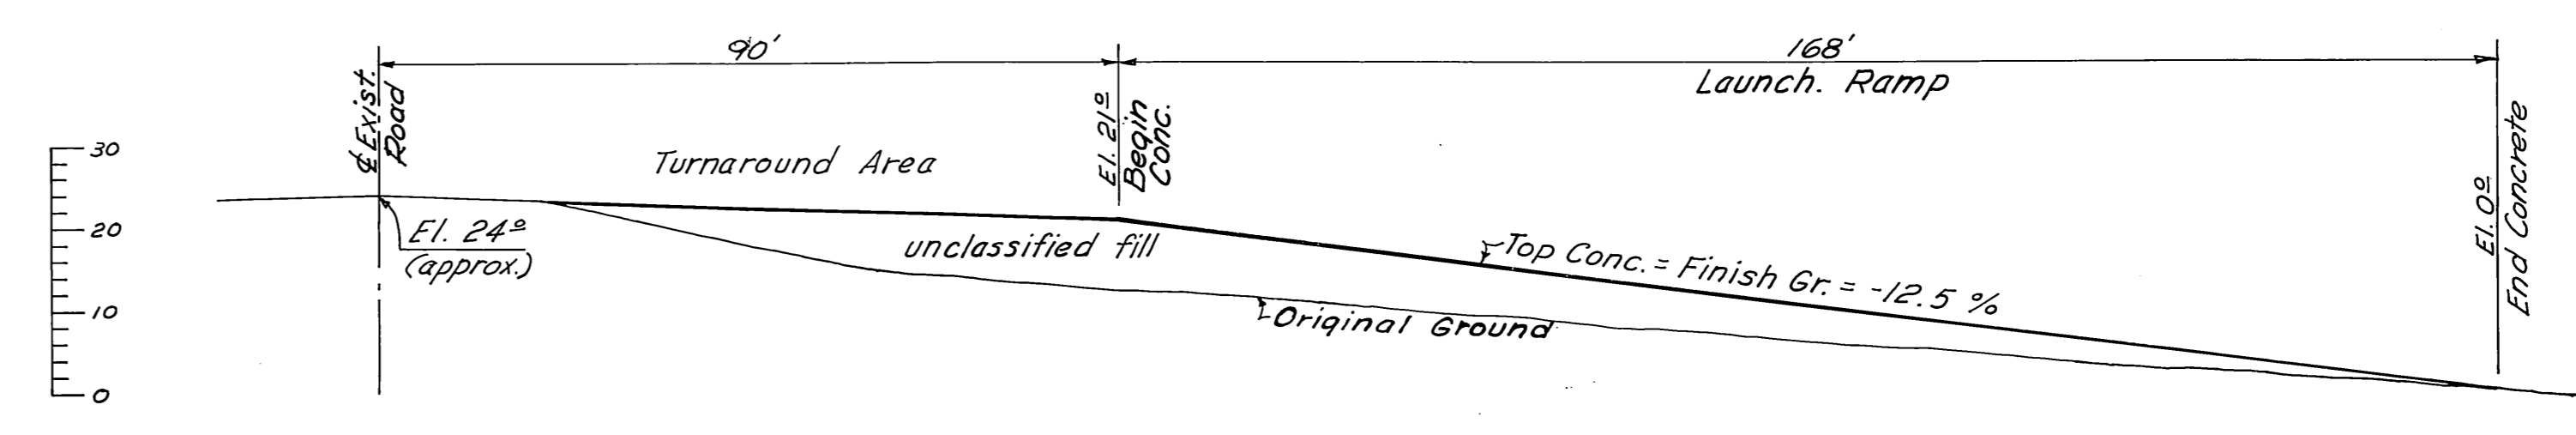 90'
168'
Launch. Ramp
℄ Exist.
Road
El. 21º
Begin
Conc.
El. 0º
End Concrete
30
20
10
0
Turnaround Area
El. 24º
(approx.)
unclassified fill
Top Conc. = Finish Gr. = -12.5 %
Original Ground